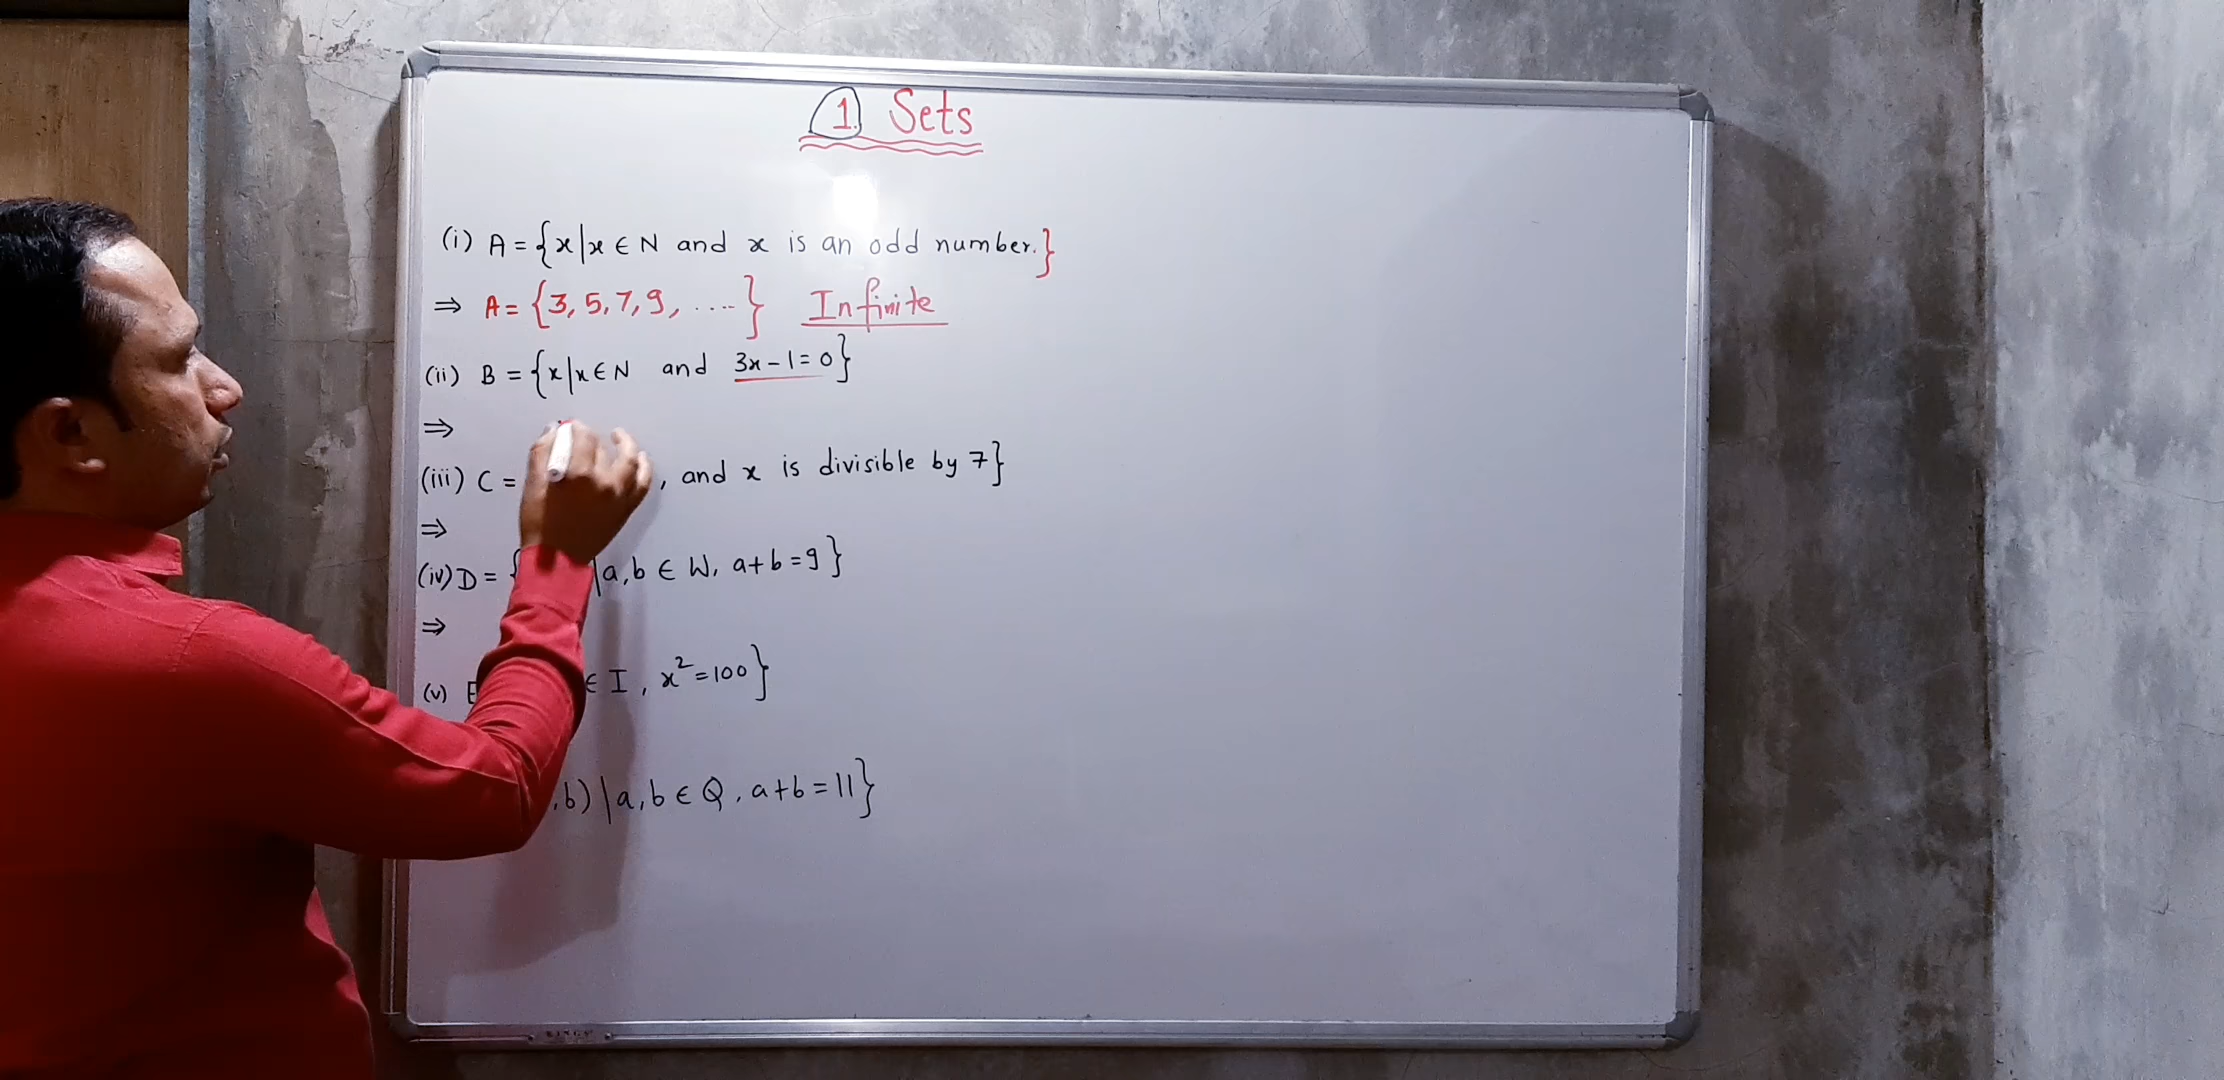 1. Sets
(i) A = {x|x ∈ N and x is an odd number.}
⇒ A = {3, 5, 7, 9, ....} Infinite
(ii) B = {x|x ∈ N and 3x - 1 = 0}
⇒
(iii) C = , and x is divisible by 7}
⇒
(iv) D = { |a, b ∈ W, a + b = 9}
⇒
(v) E ∈ I, x² = 100}
, b) | a, b ∈ Q, a + b = 11}